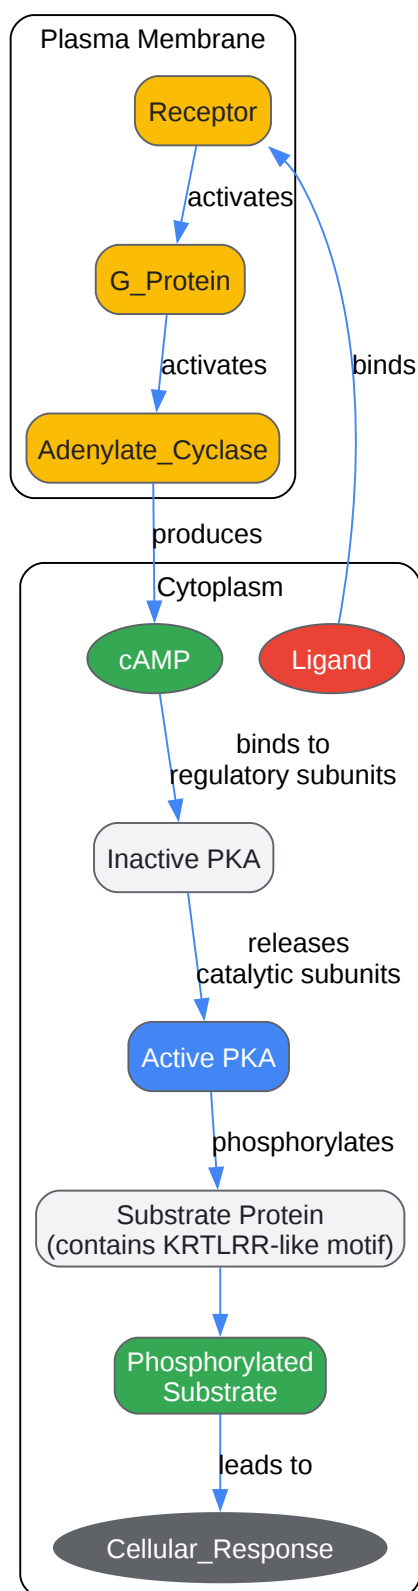 Plasma Membrane
Receptor
activates
G_Protein
activates
binds
Adenylate_Cyclase
produces
Cytoplasm
cAMP
Ligand
binds to
regulatory subunits
Inactive PKA
releases
catalytic subunits
Active PKA
phosphorylates
Substrate Protein
(contains KRTLRR-like motif)
Phosphorylated
Substrate
leads to
Cellular_Response